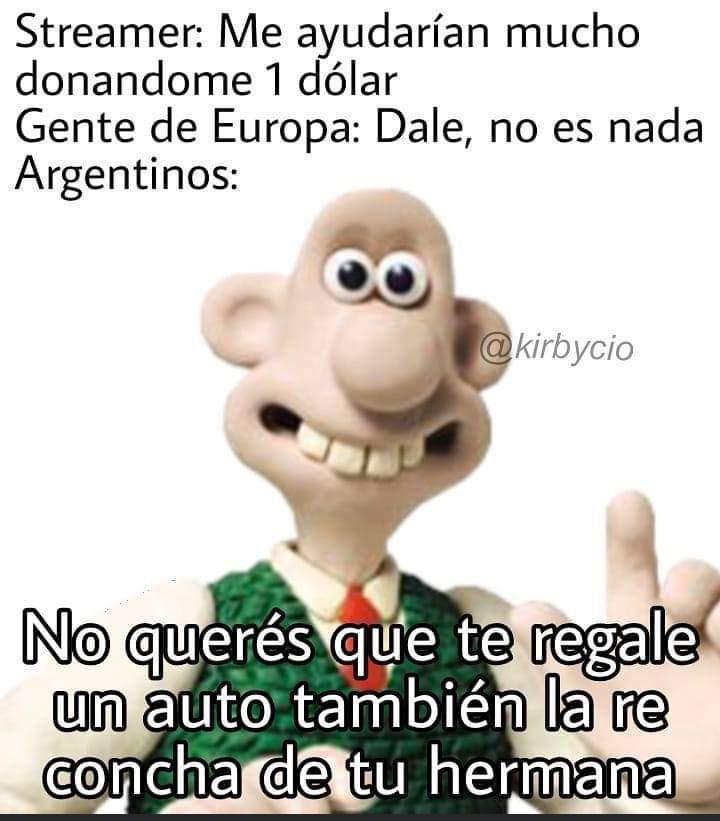 Streamer: Me ayudarían mucho
donandome 1 dólar
Gente de Europa: Dale, no es nada
Argentinos:
@kirbycio
No querés que te regale
un auto también la re
concha de tu hermana